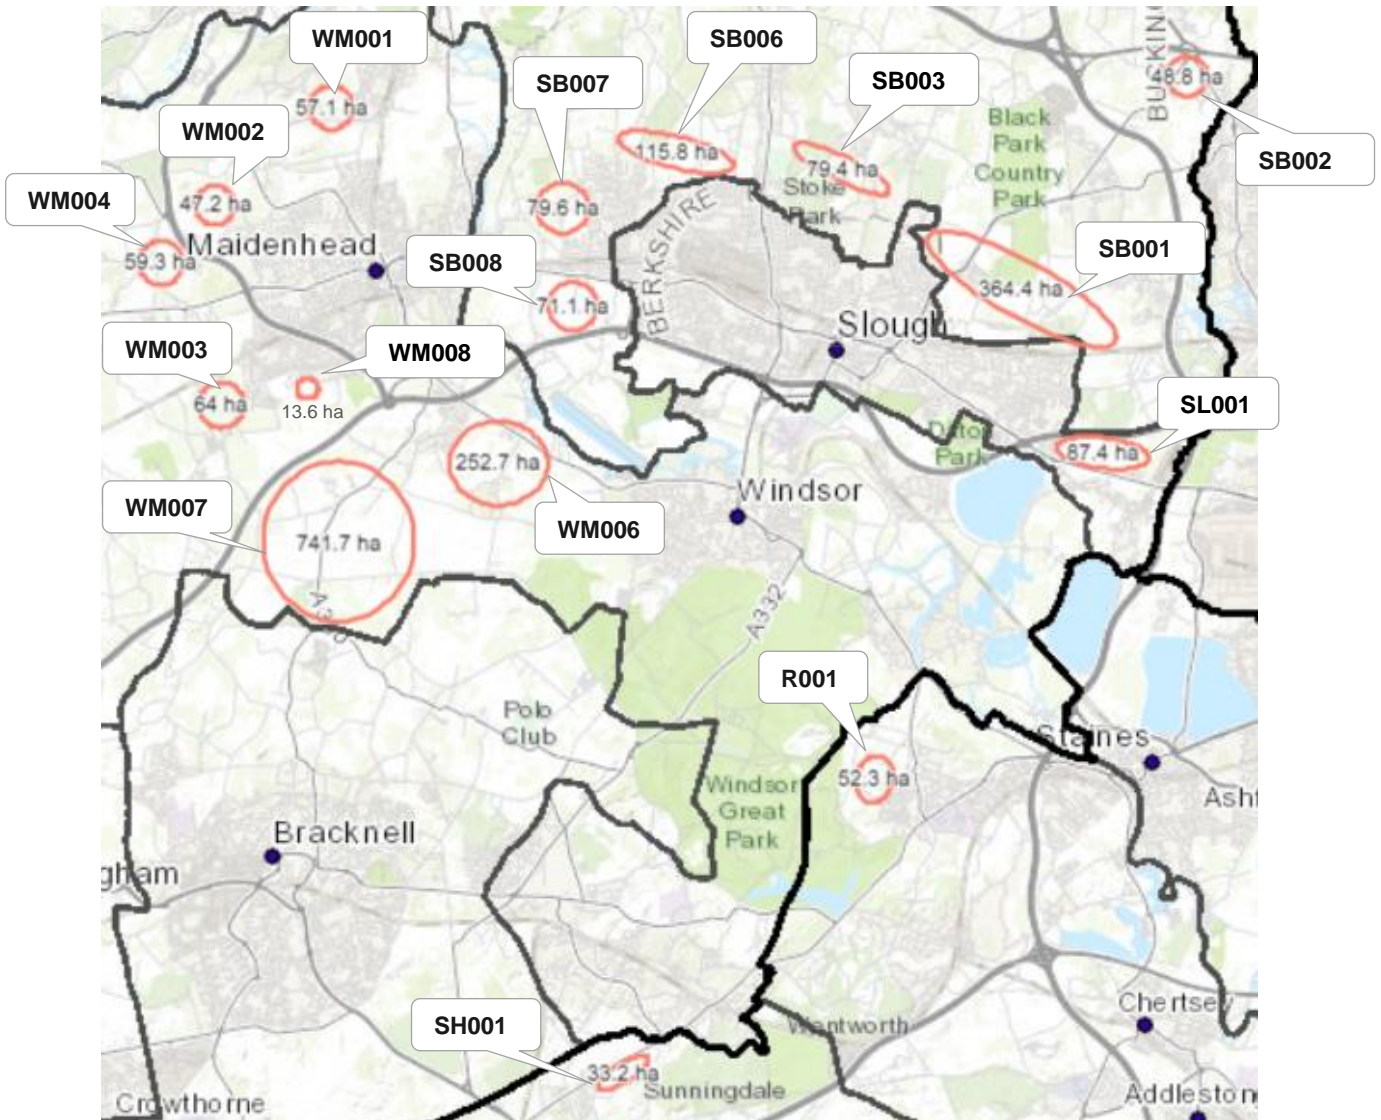 WM001
SB006
SB003
SB007
BUCKING
48.8 ha
57.1 ha
WM002
Black
Park
Country
Park
SB002
115.8 ha
79.4 ha
Stoke
Park
WM004
47.2 ha
79.6 ha
BERKSHIRE
Maidenhead
59.3 ha
SB008
SB001
71.1 ha
364.4 ha
Slough
WM003
WM008
64 ha
13.6 ha
SL001
Park
87.4 ha
252.7 ha
Windsor
WM007
WM006
741.7 ha
A332
R001
Polo
Club
Staines
52.3 ha
Windsor
Great
Park
Ashf
Bracknell
gham
Chertsey
SH001
Wentworth
33.2 ha
Sunningdale
Crowthorne
Addleston